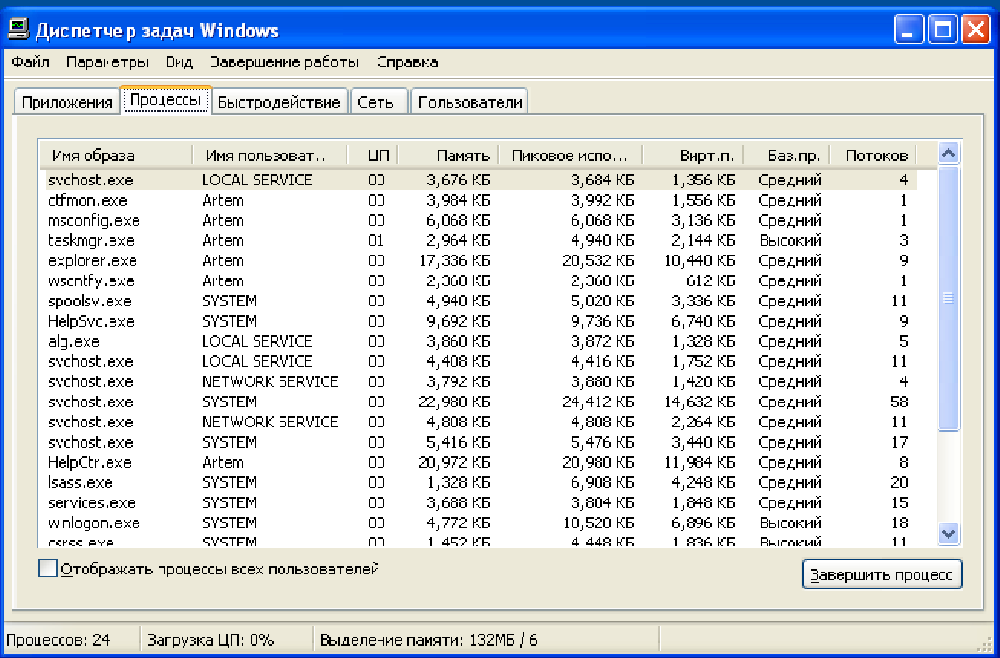 Диспетчер задач Windows
Файл Параметры Вид Завершение работы Справка
Приложения Процессы Быстродействие Сеть Пользователи
Имя образа Имя пользоват... ЦП Память Пиковое испо... Вирт.п. Баз.пр. Потоков
svchost.exe LOCAL SERVICE 00 3,676 КБ 3,684 КБ 1,356 КБ Средний 4
ctfmon.exe Artem 00 3,984 КБ 3,992 КБ 1,556 КБ Средний 1
msconfig.exe Artem 00 6,068 КБ 6,068 КБ 3,136 КБ Средний 1
taskmgr.exe Artem 01 2,964 КБ 4,940 КБ 2,144 КБ Высокий 3
explorer.exe Artem 00 17,336 КБ 20,532 КБ 10,440 КБ Средний 9
wscntfy.exe Artem 00 2,360 КБ 2,360 КБ 612 КБ Средний 1
spoolsv.exe SYSTEM 00 4,940 КБ 5,020 КБ 3,336 КБ Средний 11
HelpSvc.exe SYSTEM 00 9,692 КБ 9,736 КБ 6,740 КБ Средний 9
alg.exe LOCAL SERVICE 00 3,860 КБ 3,872 КБ 1,328 КБ Средний 5
svchost.exe LOCAL SERVICE 00 4,408 КБ 4,416 КБ 1,752 КБ Средний 11
svchost.exe NETWORK SERVICE 00 3,792 КБ 3,880 КБ 1,420 КБ Средний 4
svchost.exe SYSTEM 00 22,980 КБ 24,412 КБ 14,632 КБ Средний 58
svchost.exe NETWORK SERVICE 00 4,808 КБ 4,808 КБ 2,264 КБ Средний 11
svchost.exe SYSTEM 00 5,416 КБ 5,476 КБ 3,440 КБ Средний 17
HelpCtr.exe Artem 00 20,972 КБ 20,980 КБ 11,984 КБ Средний 8
lsass.exe SYSTEM 00 1,328 КБ 6,908 КБ 4,248 КБ Средний 20
services.exe SYSTEM 00 3,688 КБ 3,804 КБ 1,848 КБ Средний 15
winlogon.exe SYSTEM 00 4,772 КБ 10,520 КБ 6,896 КБ Высокий 18
csrss.exe SYSTEM 00 1,452 КБ 4,448 КБ 1,836 КБ Высокий 11
Отображать процессы всех пользователей
Завершить процесс
Процессов: 24 Загрузка ЦП: 0% Выделение памяти: 132МБ / 6